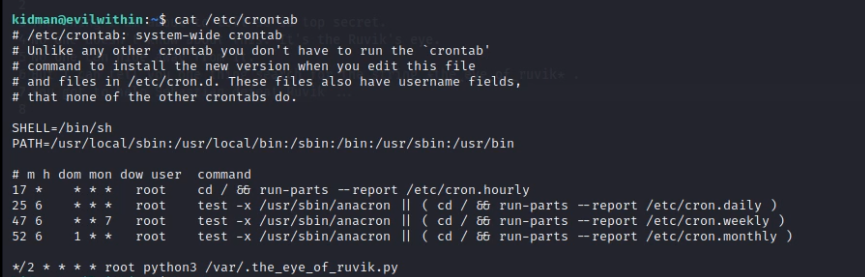 kidman@evilwithin:~$ cat /etc/crontab
# /etc/crontab: system-wide crontab
# Unlike any other crontab you don't have to run the `crontab'
# command to install the new version when you edit this file
# and files in /etc/cron.d. These files also have username fields,
# that none of the other crontabs do.
SHELL=/bin/sh
PATH=/usr/local/sbin:/usr/local/bin:/sbin:/bin:/usr/sbin:/usr/bin
# m h dom mon dow user  command
17 *    * * *   root    cd / && run-parts --report /etc/cron.hourly
25 6    * * *   root    test -x /usr/sbin/anacron || ( cd / && run-parts --report /etc/cron.daily )
47 6    * * 7   root    test -x /usr/sbin/anacron || ( cd / && run-parts --report /etc/cron.weekly )
52 6    1 * *   root    test -x /usr/sbin/anacron || ( cd / && run-parts --report /etc/cron.monthly )
*/2 * * * * root python3 /var/.the_eye_of_ruvik.py